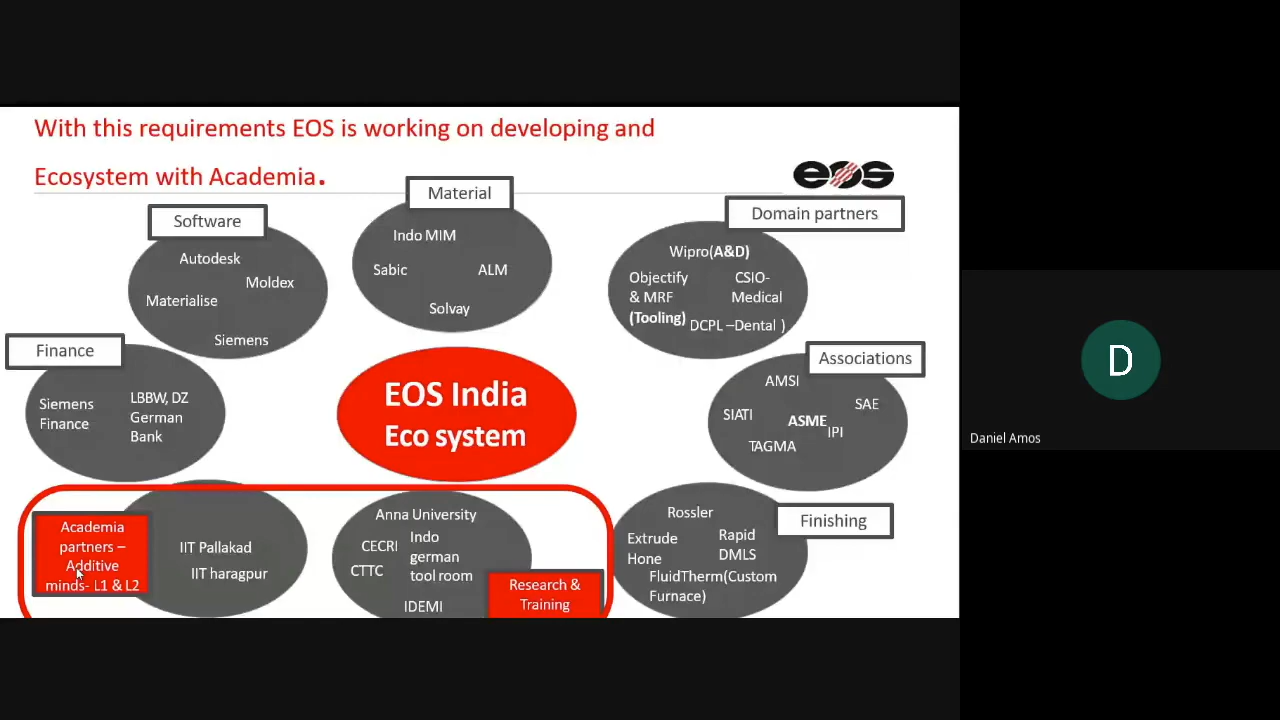 With this requirements EOS is working on developing and
Ecosystem with Academia.
eos
Material
Software
Domain partners
Indo MIM
Sabic
ALM
Solvay
Autodesk
Moldex
Materialise
Siemens
Wipro(A&D)
Objectify
& MRF
(Tooling)
CSIO-
Medical
DCPL –Dental )
Finance
Siemens
Finance
LBBW, DZ
German
Bank
EOS India
Eco system
Associations
AMSI
SAE
SIATI
ASME
IPI
TAGMA
Academia
partners –
Additive
minds- L1 & L2
IIT Pallakad
IIT haragpur
Anna University
CECRI
CTTC
Indo
german
tool room
IDEMI
Research &
Training
Finishing
Rossler
Extrude
Hone
Rapid
DMLS
FluidTherm(Custom
Furnace)
D
Daniel Amos